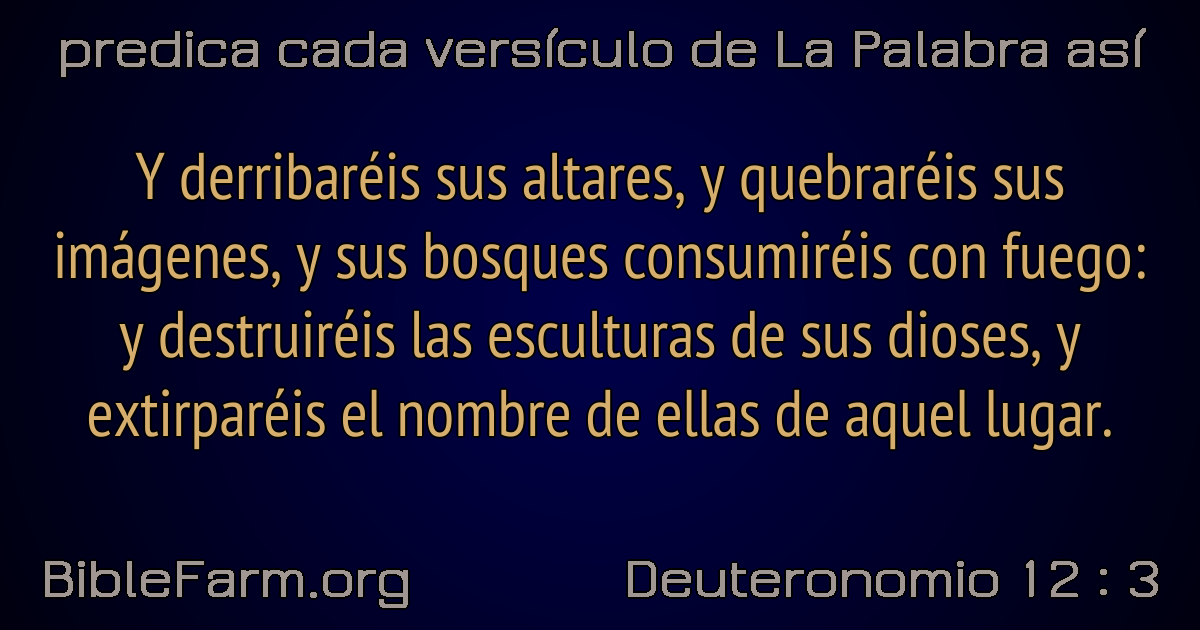 predica cada versículo de La Palabra así
Y derribaréis sus altares, y quebraréis sus
imágenes, y sus bosques consumiréis con fuego:
y destruiréis las esculturas de sus dioses, y
extirparéis el nombre de ellas de aquel lugar.
BibleFarm.org
Deuteronomio 12 : 3